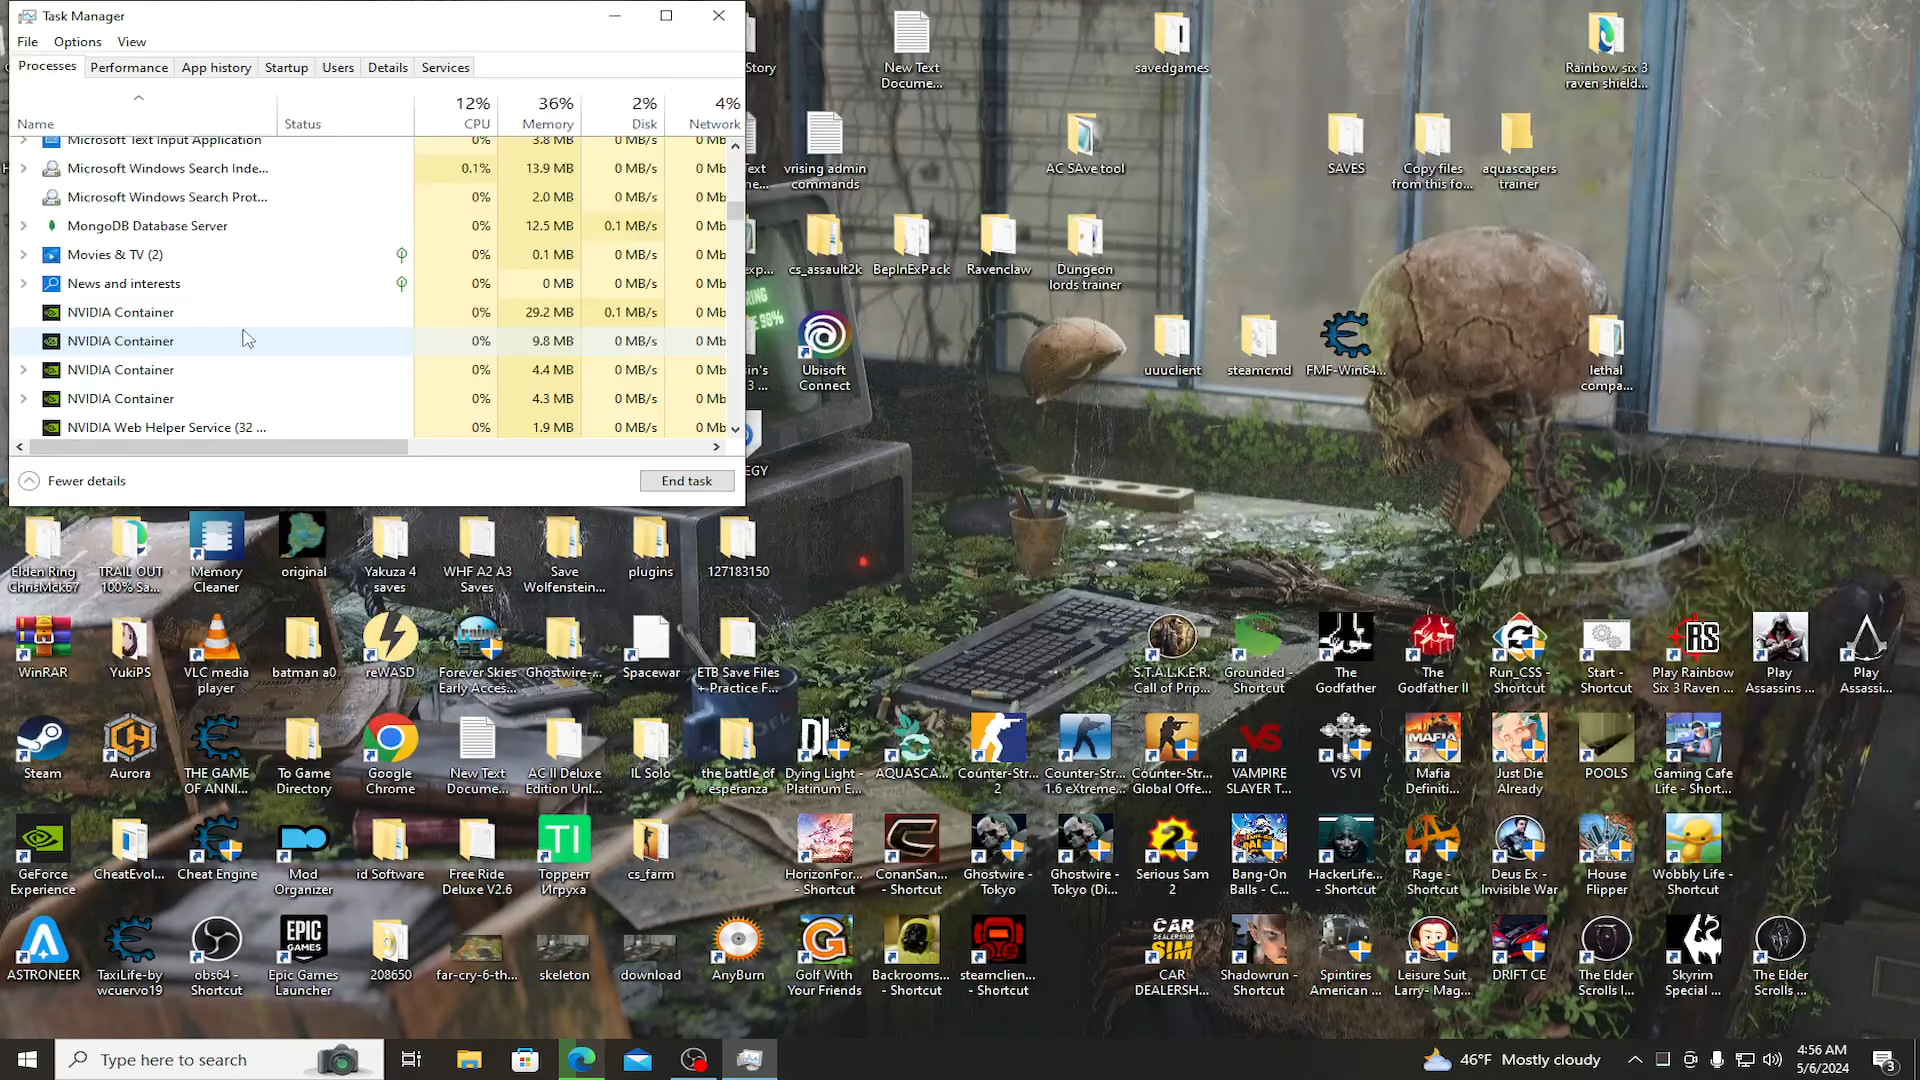 Task Manager
File Options View
Processes Performance App history Startup Users Details Services
12% 36% 2% 4%
Name Status CPU Memory Disk Network
Microsoft Text Input Application 0% 3.8 MB 0 MB/s 0 Mb
Microsoft Windows Search Inde... 0.1% 13.9 MB 0 MB/s 0 Mb
Microsoft Windows Search Prot... 0% 2.0 MB 0 MB/s 0 Mb
MongoDB Database Server 0% 12.5 MB 0.1 MB/s 0 Mb
Movies & TV (2) 0% 0.1 MB 0 MB/s 0 Mb
News and interests 0% 0 MB 0 MB/s 0 Mb
NVIDIA Container 0% 29.2 MB 0.1 MB/s 0 Mb
NVIDIA Container 0% 9.8 MB 0 MB/s 0 Mb
NVIDIA Container 0% 4.4 MB 0 MB/s 0 Mb
NVIDIA Container 0% 4.3 MB 0 MB/s 0 Mb
NVIDIA Web Helper Service (32 ... 0% 1.9 MB 0 MB/s 0 Mb
Fewer details
End task
Story
New Text
Docume...
savedgames
Rainbow six 3
raven shield...
vrising admin
commands
AC SAve tool
SAVES
Copy files
from this fo...
aquascapers
trainer
cs_assault2k
BepInExPack
Ravenclaw
Dungeon
lords trainer
Ubisoft
Connect
uuuclient
steamcmd
FMF-Win64...
lethal
compa...
98%
Elden Ring
ChrisMck67
TRAIL OUT
100% Sa...
Memory
Cleaner
original
Yakuza 4
saves
WHF A2 A3
Saves
Save
Wolfenstein...
plugins
127183150
WinRAR
YukiPS
VLC media
player
batman a0
reWASD
Forever Skies
Early Acces...
Ghostwire-...
Spacewar
ETB Save Files
+ Practice F...
S.T.A.L.K.E.R.
Call of Prip...
Grounded -
Shortcut
The
Godfather
The
Godfather II
Run_CSS -
Shortcut
Start -
Shortcut
Play Rainbow
Six 3 Raven ...
Play
Assassins ...
Play
Assassi...
Steam
Aurora
THE GAME
OF ANNI...
To Game
Directory
Google
Chrome
New Text
Docume...
AC II Deluxe
Edition Unl...
IL Solo
the battle of
esperanza
Dying Light -
Platinum E...
AQUASCA...
Counter-Str...
2
Counter-Str...
1.6 eXtreme...
Counter-Str...
Global Offe...
VAMPIRE
SLAYER T...
VS VI
Mafia
Definiti...
Just Die
Already
POOLS
Gaming Cafe
Life - Short...
GeForce
Experience
CheatEvol...
Cheat Engine
Mod
Organizer
id Software
Free Ride
Deluxe V2.6
Торрент
Игруха
cs_farm
HorizonFor...
- Shortcut
ConanSan...
- Shortcut
Ghostwire -
Tokyo
Ghostwire -
Tokyo (Di...
Serious Sam
2
Bang-On
Balls - C...
HackerLife...
- Shortcut
Rage -
Shortcut
Deus Ex -
Invisible War
House
Flipper
Wobbly Life -
Shortcut
ASTRONEER
TaxiLife-by
wcuervo19
obs64 -
Shortcut
EPIC
GAMES
Epic Games
Launcher
208650
far-cry-6-th...
skeleton
download
AnyBurn
Golf With
Your Friends
Backrooms...
- Shortcut
steamclien...
- Shortcut
CAR
DEALERSHIP
SIM
CAR
DEALERSH...
Shadowrun -
Shortcut
Spintires
American ...
Leisure Suit
Larry- Mag...
DRIFT CE
The Elder
Scrolls I...
Skyrim
Special ...
The Elder
Scrolls ...
Type here to search
46°F Mostly cloudy
4:56 AM
5/6/2024
3